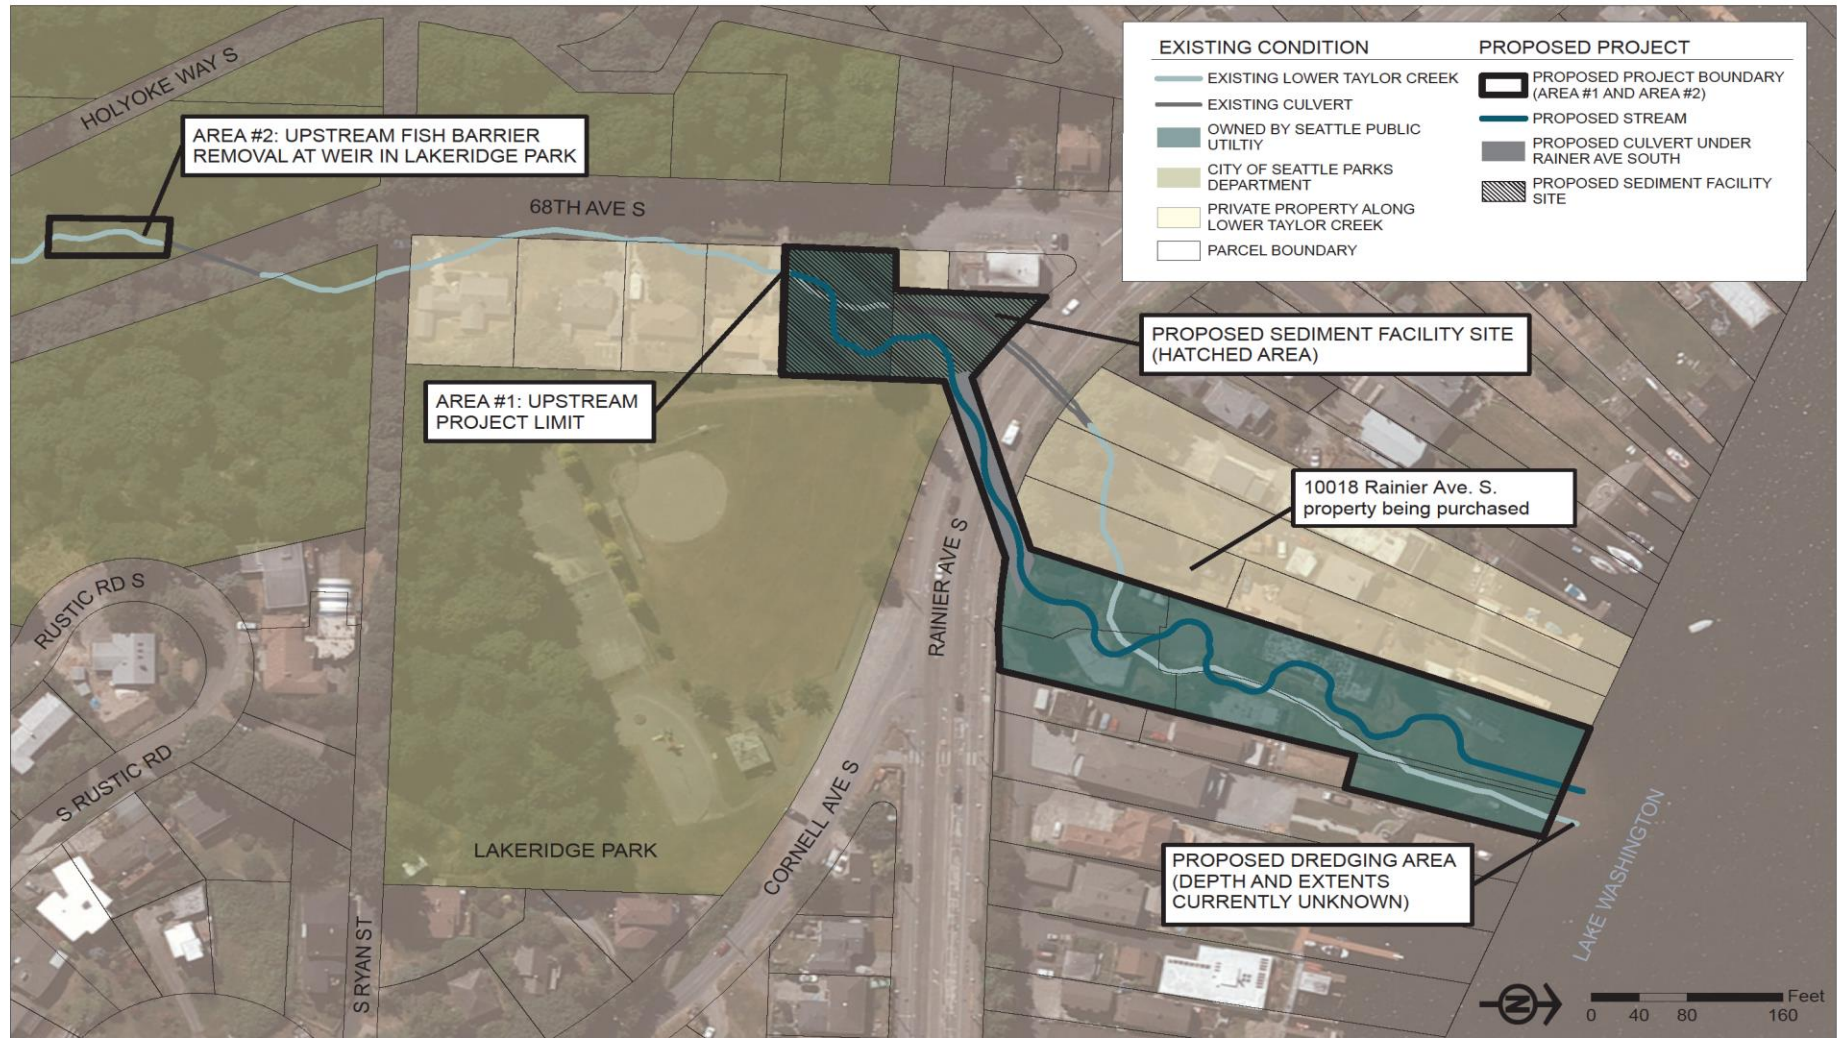 HOLYOKE WAY S
AREA #2: UPSTREAM FISH BARRIER
REMOVAL AT WEIR IN LAKERIDGE PARK
68TH AVE S
EXISTING CONDITION
EXISTING LOWER TAYLOR CREEK
EXISTING CULVERT
OWNED BY SEATTLE PUBLIC
UTILTIY
CITY OF SEATTLE PARKS
DEPARTMENT
PRIVATE PROPERTY ALONG
LOWER TAYLOR CREEK
PARCEL BOUNDARY
PROPOSED PROJECT
PROPOSED PROJECT BOUNDARY
(AREA #1 AND AREA #2)
PROPOSED STREAM
PROPOSED CULVERT UNDER
RAINER AVE SOUTH
PROPOSED SEDIMENT FACILITY
SITE
PROPOSED SEDIMENT FACILITY SITE
(HATCHED AREA)
AREA #1: UPSTREAM
PROJECT LIMIT
10018 Rainier Ave. S.
property being purchased
RAINIER AVE S
RUSTIC RD S
S RUSTIC RD
LAKERIDGE PARK
CORNELL AVE S
S RYAN ST
PROPOSED DREDGING AREA
(DEPTH AND EXTENTS
CURRENTLY UNKNOWN)
LAKE WASHINGTON
N
Feet
0 40 80 160